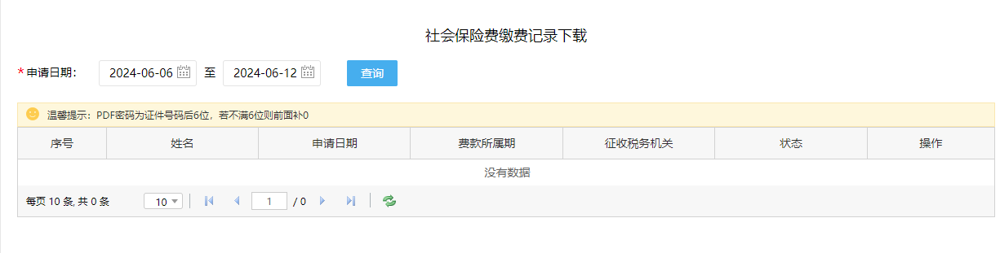 社会保险费缴费记录下载
*申请日期： 2024-06-06 至 2024-06-12 查询
温馨提示：PDF密码为证件号码后6位，若不满6位则前面补0
序号 姓名 申请日期 费款所属期 征收税务机关 状态 操作
没有数据
每页 10 条, 共 0 条 10 1 / 0